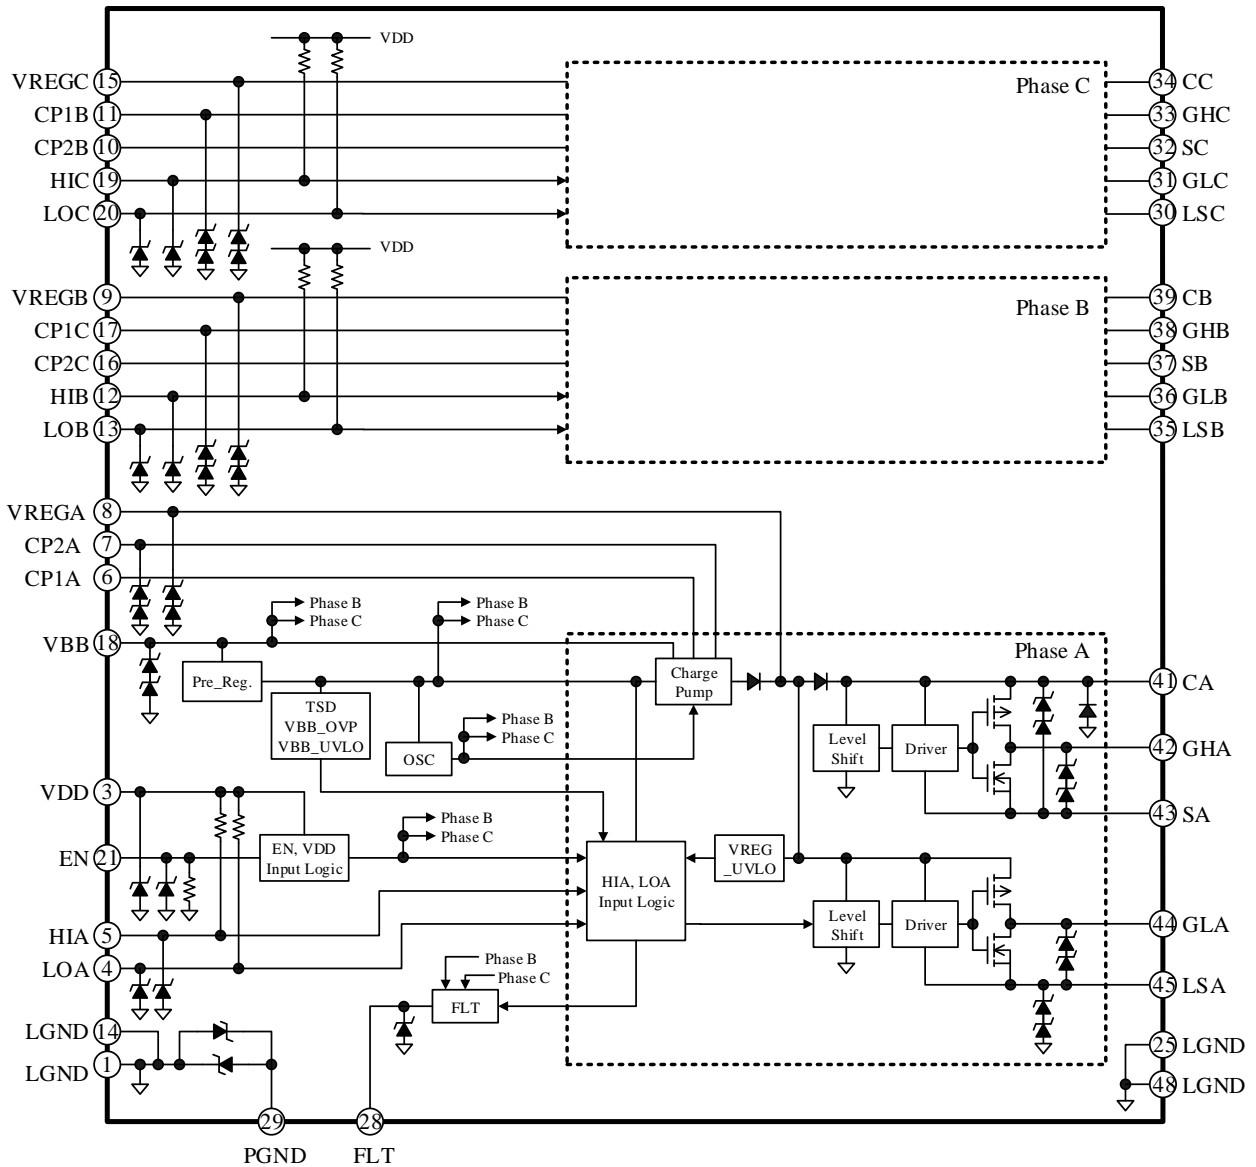 VDD
VREGC 15
CP1B 11
CP2B 10
HIC 19
LOC 20
Phase C
34 CC
33 GHC
32 SC
31 GLC
30 LSC
VDD
VREGB 9
CP1C 17
CP2C 16
HIB 12
LOB 13
Phase B
39 CB
38 GHB
37 SB
36 GLB
35 LSB
VREGA 8
CP2A 7
CP1A 6
VBB 18
Phase B
Phase C
Phase B
Phase C
Pre_Reg.
TSD
VBB_OVP
VBB_UVLO
OSC
Phase B
Phase C
Phase A
Charge
Pump
Level
Shift
Driver
41 CA
42 GHA
43 SA
VDD 3
EN 21
EN, VDD
Input Logic
Phase B
Phase C
HIA, LOA
Input Logic
VREG
_UVLO
Level
Shift
Driver
44 GLA
45 LSA
HIA 5
LOA 4
Phase B
Phase C
FLT
LGND 14
LGND 1
25 LGND
48 LGND
29
PGND
28
FLT